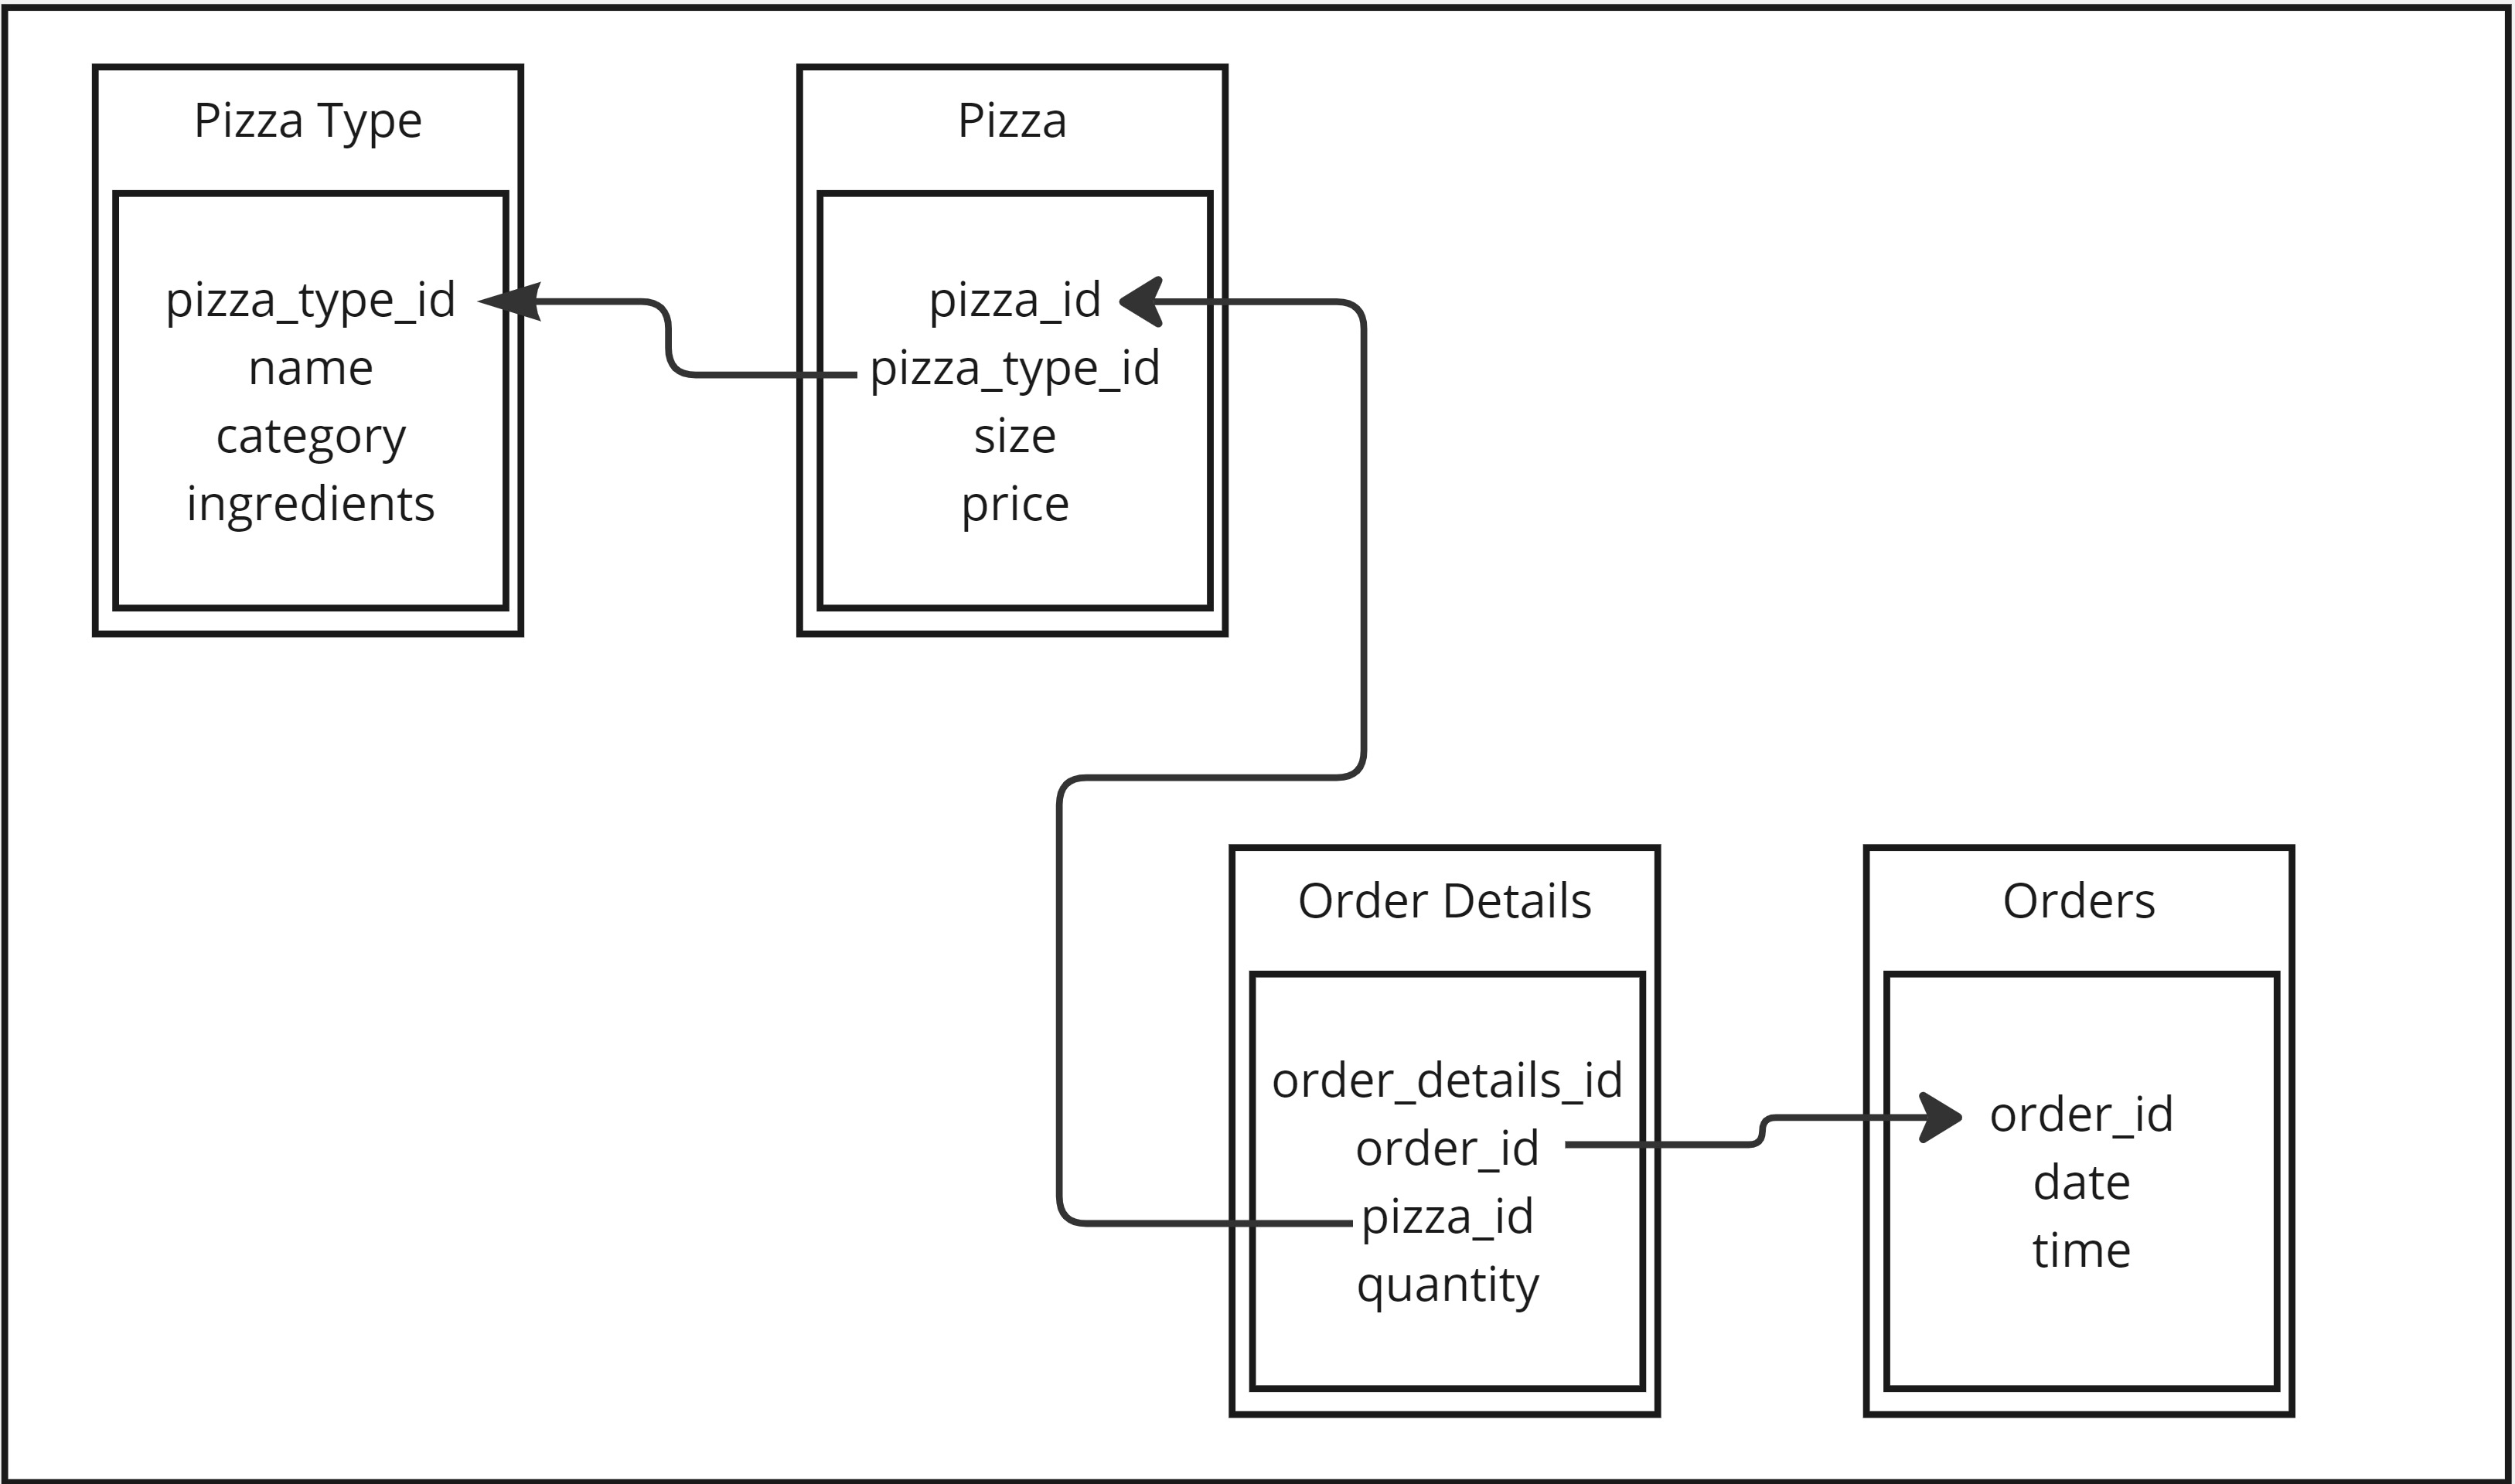 Pizza Type
pizza_type_id
name
category
ingredients
Pizza
pizza_id
pizza_type_id
size
price
Order Details
order_details_id
order_id
pizza_id
quantity
Orders
order_id
date
time